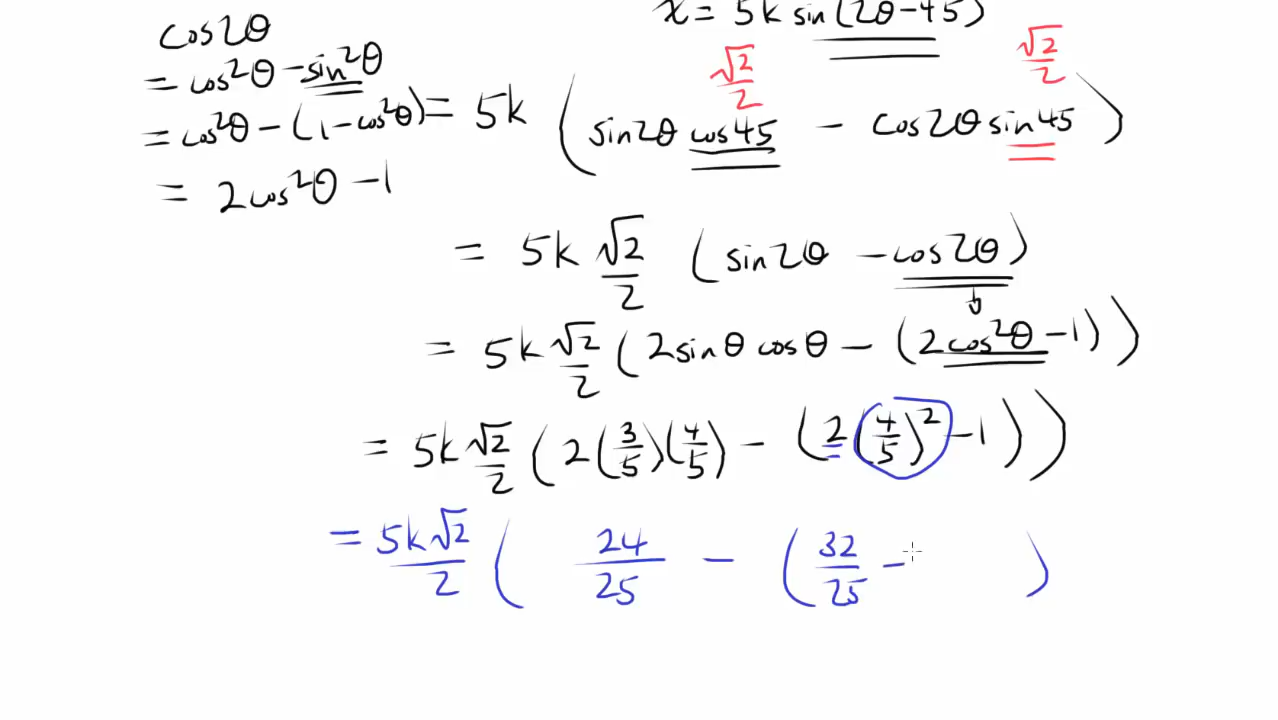 x = 5k sin(2θ-45)
cos2θ
= cos²θ - sin²θ
= cos²θ - (1 - cos²θ)
= 2cos²θ - 1
√2/2 √2/2
= 5k (sin2θ cos45 - cos2θ sin45)
= 5k √2/2 (sin2θ - cos2θ)
= 5k √2/2 (2sinθ cosθ - (2cos²θ - 1))
= 5k √2/2 (2(3/5)(4/5) - (2(4/5)² - 1))
= 5k√2/2 ( 24/25 - (32/25 - )